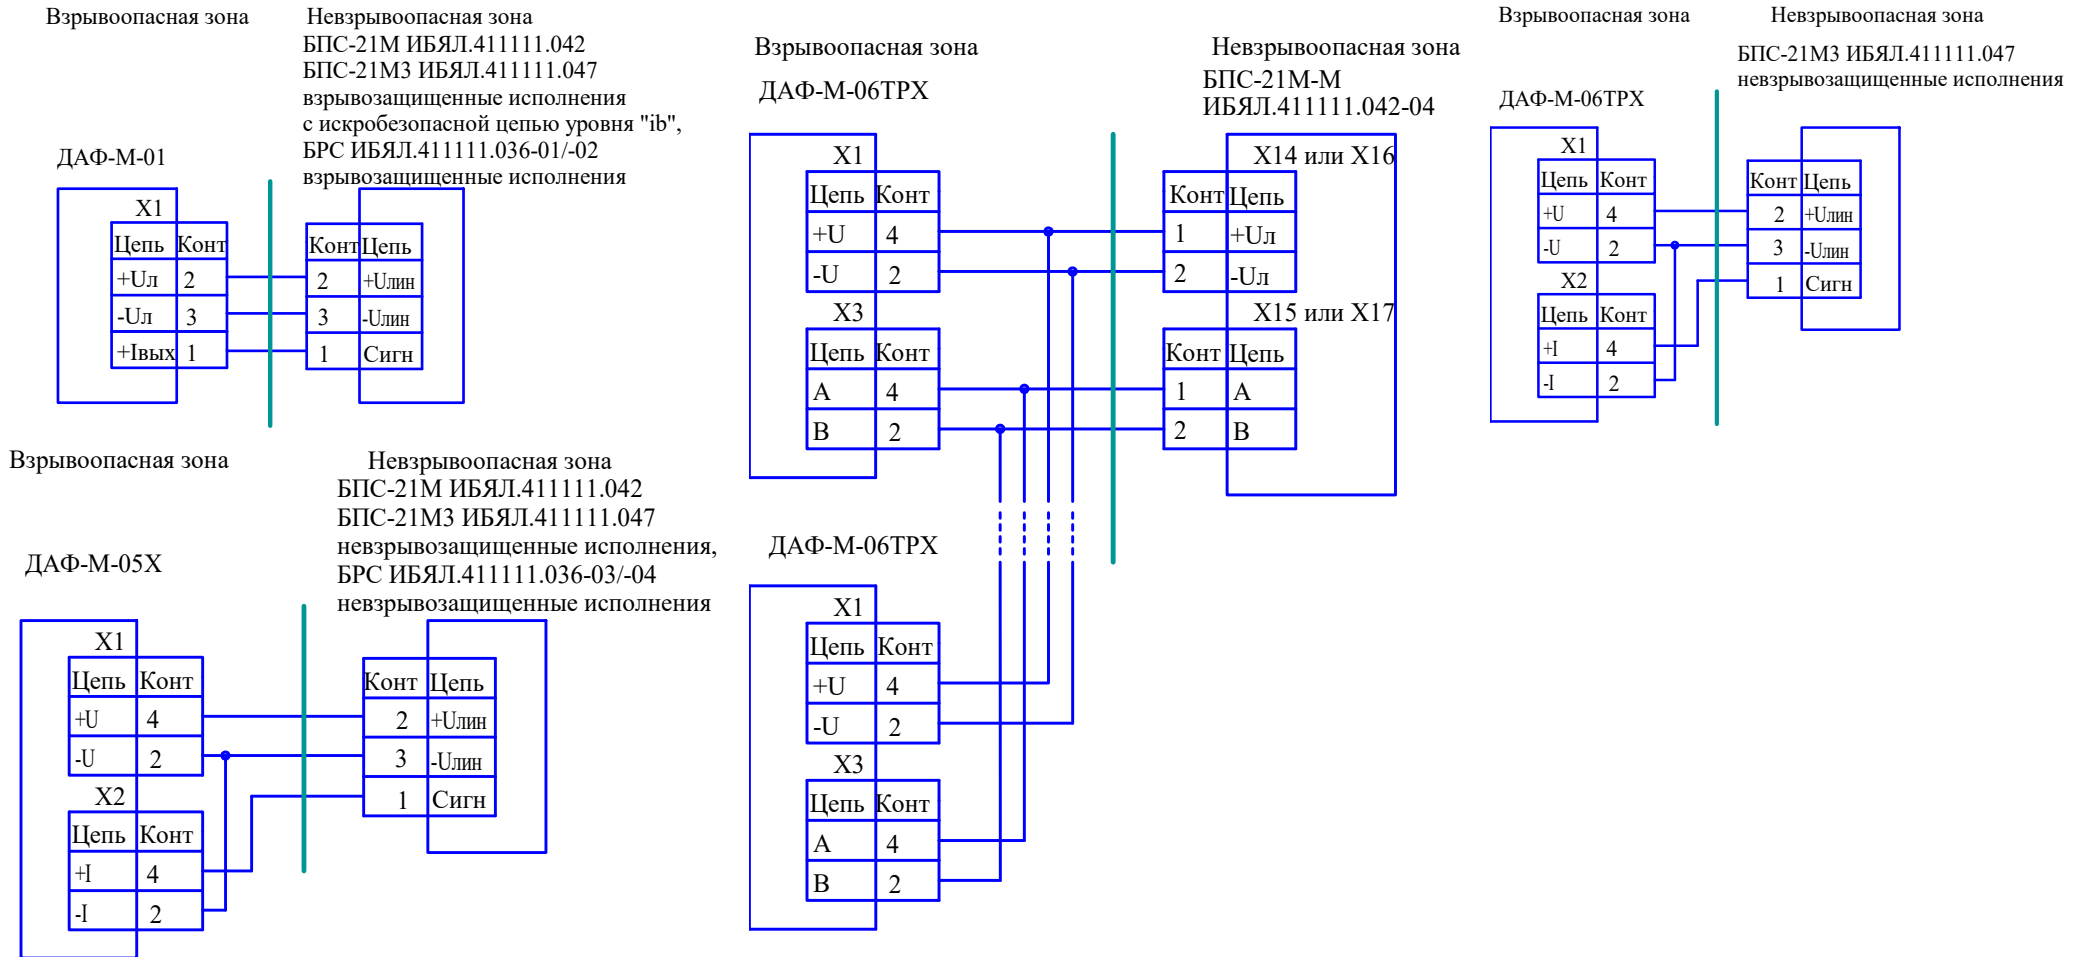 Взрывоопасная зона
Невзрывоопасная зона
БПС-21М ИБЯЛ.411111.042
БПС-21М3 ИБЯЛ.411111.047
взрывозащищенные исполнения
с искробезопасной цепью уровня "ib",
БРС ИБЯЛ.411111.036-01/-02
взрывозащищенные исполнения
ДАФ-М-01
X1
Цепь Конт Конт Цепь
+Uл 2 2 +Uлин
-Uл 3 3 -Uлин
+Iвых 1 1 Сигн
Взрывоопасная зона
Невзрывоопасная зона
БПС-21М ИБЯЛ.411111.042
БПС-21М3 ИБЯЛ.411111.047
невзрывозащищенные исполнения,
БРС ИБЯЛ.411111.036-03/-04
невзрывозащищенные исполнения
ДАФ-М-05Х
X1
Цепь Конт Конт Цепь
+U 4 2 +Uлин
-U 2 3 -Uлин
1 Сигн
X2
Цепь Конт
+I 4
-I 2
Взрывоопасная зона
Невзрывоопасная зона
ДАФ-М-06ТРХ
БПС-21М-М
ИБЯЛ.411111.042-04
X1 X14 или X16
Цепь Конт Конт Цепь
+U 4 1 +Uл
-U 2 2 -Uл
X3 X15 или X17
Цепь Конт Конт Цепь
A 4 1 A
B 2 2 B
ДАФ-М-06ТРХ
X1
Цепь Конт
+U 4
-U 2
X3
Цепь Конт
A 4
B 2
Взрывоопасная зона
Невзрывоопасная зона
БПС-21М3 ИБЯЛ.411111.047
невзрывозащищенные исполнения
ДАФ-М-06ТРХ
X1
Цепь Конт Конт Цепь
+U 4 2 +Uлин
-U 2 3 -Uлин
X2 1 Сигн
Цепь Конт
+I 4
-I 2